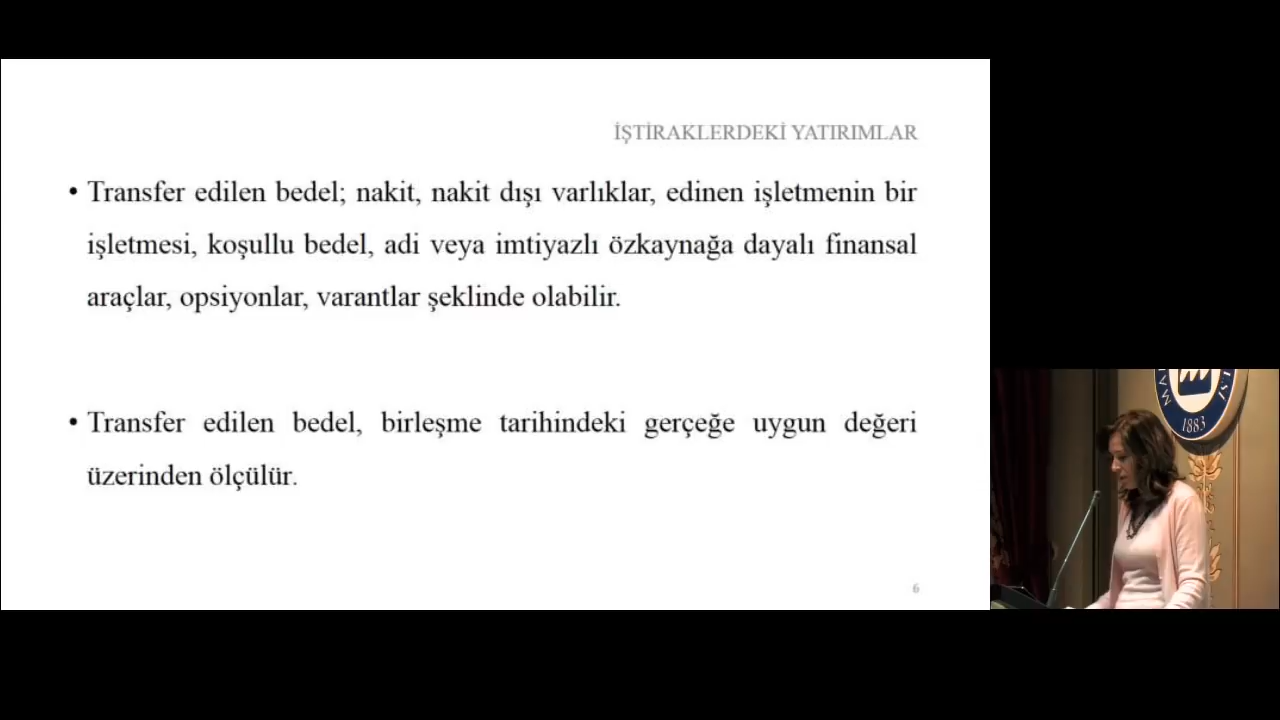 İŞTİRAKLERDEKİ YATIRIMLAR
• Transfer edilen bedel; nakit, nakit dışı varlıklar, edinen işletmenin bir
işletmesi, koşullu bedel, adi veya imtiyazlı özkaynağa dayalı finansal
araçlar, opsiyonlar, varantlar şeklinde olabilir.
• Transfer edilen bedel, birleşme tarihindeki gerçeğe uygun değeri
üzerinden ölçülür.
6
1883